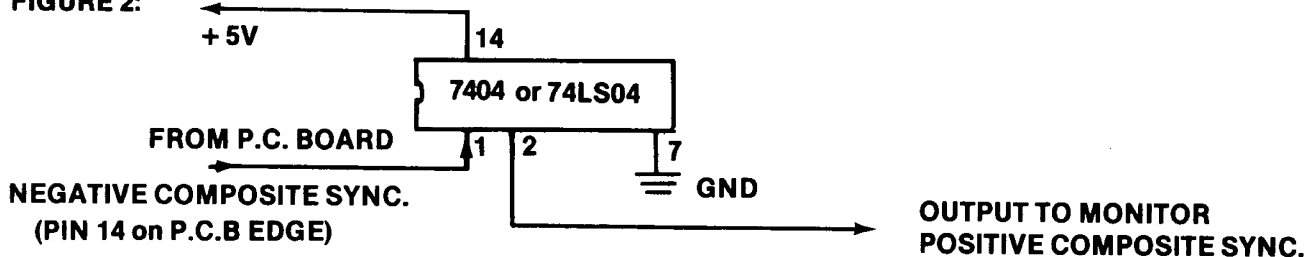 FIGURE 2:
+ 5V
14
7404 or 74LS04
FROM P.C. BOARD
1
2
7
GND
NEGATIVE COMPOSITE SYNC.
(PIN 14 on P.C.B EDGE)
OUTPUT TO MONITOR
POSITIVE COMPOSITE SYNC.